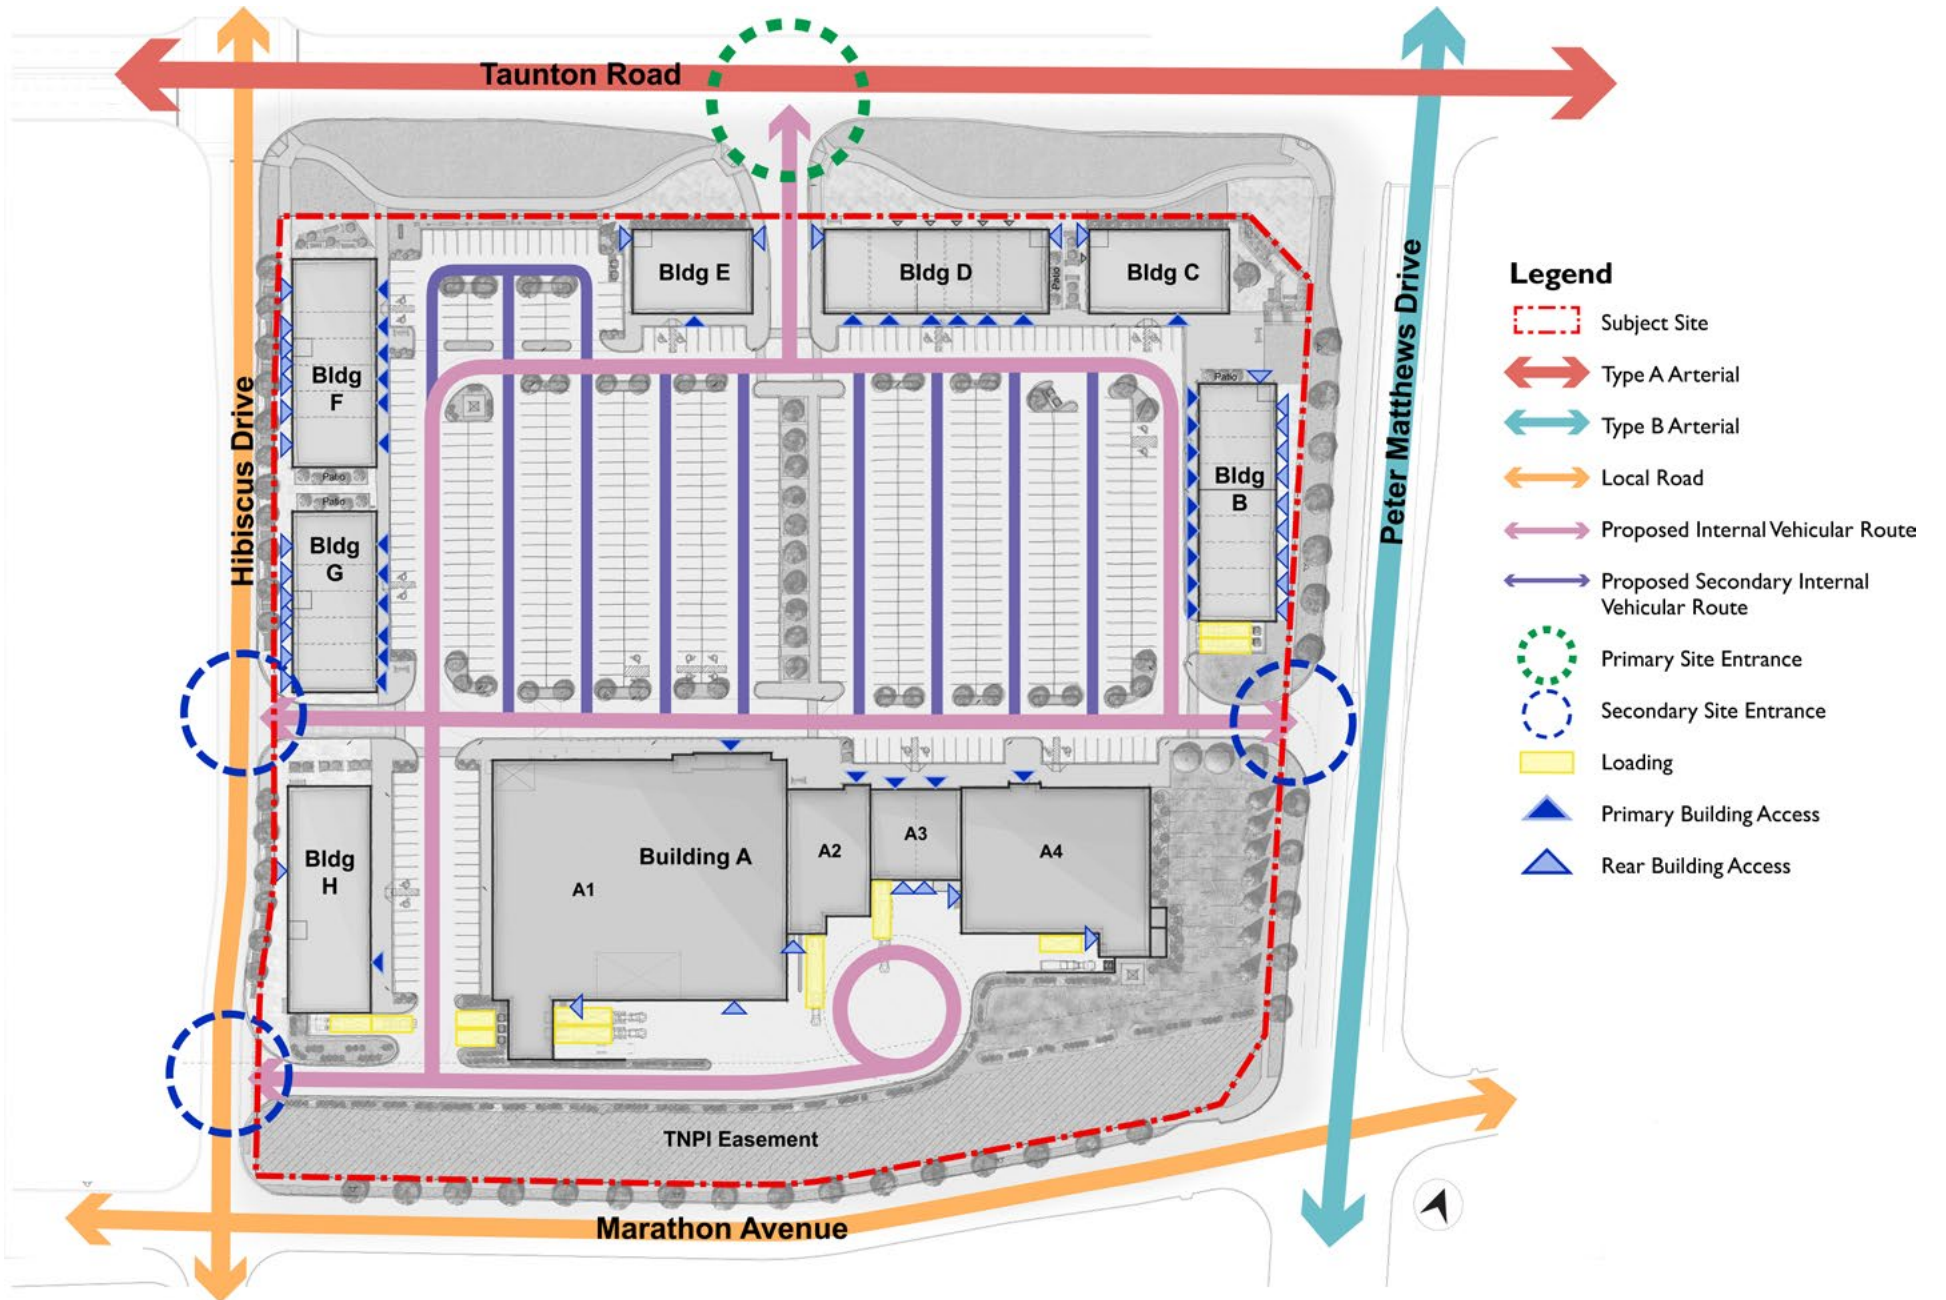 Taunton Road
Bldg E
Bldg D
Patio
Bldg C
Hibiscus Drive
Bldg
F
Patio
Patio
Bldg
G
Patio
Bldg
B
Peter Matthews Drive
Bldg
H
Building A
A1
A2
A3
A4
TNPI Easement
Marathon Avenue
Legend
Subject Site
Type A Arterial
Type B Arterial
Local Road
Proposed Internal Vehicular Route
Proposed Secondary Internal
Vehicular Route
Primary Site Entrance
Secondary Site Entrance
Loading
Primary Building Access
Rear Building Access